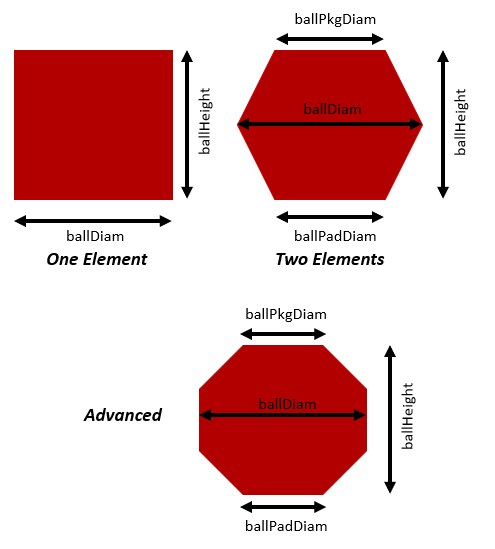 ballPkgDiam
ballHeight
ballDiam
ballHeight
ballDiam
ballPadDiam
One Element
Two Elements
ballPkgDiam
Advanced
ballDiam
ballHeight
ballPadDiam